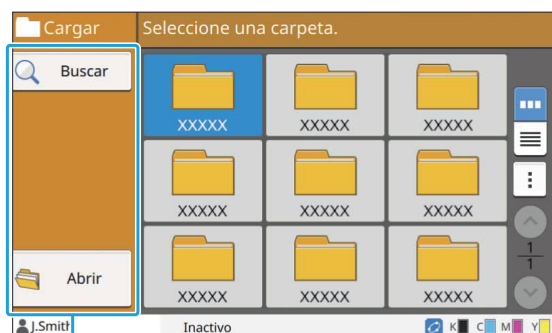 Cargar
Seleccione una carpeta.
Buscar
XXXXX XXXXX XXXXX
XXXXX XXXXX XXXXX
Abrir
XXXXX XXXXX XXXXX
1
1
J.Smith
Inactivo
K C M Y